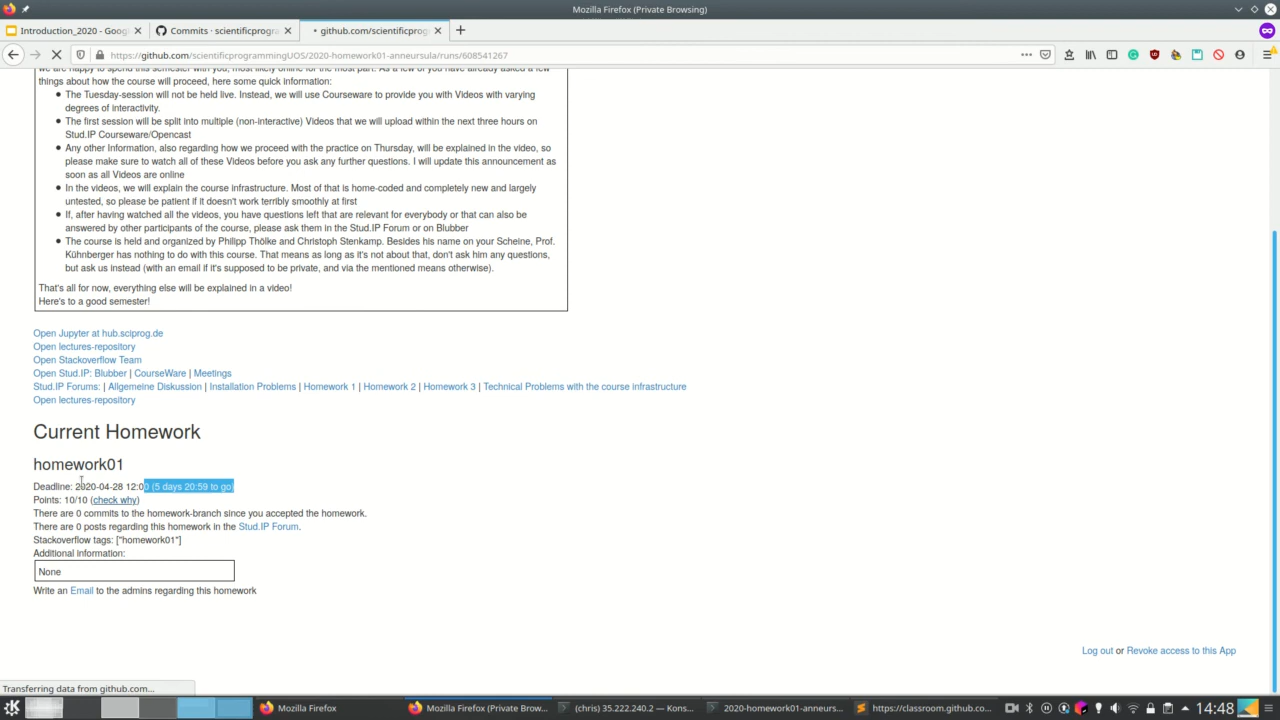 Mozilla Firefox (Private Browsing)
Introduction_2020 - Goog
Commits · scientificprogra
github.com/scientificprog
https://github.com/scientificprogrammingUOS/2020-homework01-anneursula/runs/608541267
we are happy to spend this semester with you, most likely online for the most part. As a few of you have already asked a few
things about how the course will proceed, here some quick information:
The Tuesday-session will not be held live. Instead, we will use Courseware to provide you with Videos with varying
degrees of interactivity.
The first session will be split into multiple (non-interactive) Videos that we will upload within the next three hours on
Stud.IP Courseware/Opencast
Any other Information, also regarding how we proceed with the practice on Thursday, will be explained in the video, so
please make sure to watch all of these Videos before you ask any further questions. I will update this announcement as
soon as all Videos are online
In the videos, we will explain the course infrastructure. Most of that is home-coded and completely new and largely
untested, so please be patient if it doesn't work terribly smoothly at first
If, after having watched all the videos, you have questions left that are relevant for everybody or that can also be
answered by other participants of the course, please ask them in the Stud.IP Forum or on Blubber
The course is held and organized by Philipp Thölke and Christoph Stenkamp. Besides his name on your Scheine, Prof.
Kühnberger has nothing to do with this course. That means as long as it's not about that, don't ask him any questions,
but ask us instead (with an email if it's supposed to be private, and via the mentioned means otherwise).
That's all for now, everything else will be explained in a video!
Here's to a good semester!
Open Jupyter at hub.sciprog.de
Open lectures-repository
Open Stackoverflow Team
Open Stud.IP: Blubber | CourseWare | Meetings
Stud.IP Forums: | Allgemeine Diskussion | Installation Problems | Homework 1 | Homework 2 | Homework 3 | Technical Problems with the course infrastructure
Open lectures-repository
Current Homework
homework01
Deadline: 2020-04-28 12:00 (5 days 20:59 to go)
Points: 10/10 (check why)
There are 0 commits to the homework-branch since you accepted the homework.
There are 0 posts regarding this homework in the Stud.IP Forum.
Stackoverflow tags: ["homework01"]
Additional information:
None
Write an Email to the admins regarding this homework
Log out or Revoke access to this App
Transferring data from github.com...
Mozilla Firefox
Mozilla Firefox (Private Brow...
(chris) 35.222.240.2 — Kons...
2020-homework01-anneurs...
https://classroom.github.co...
14:48